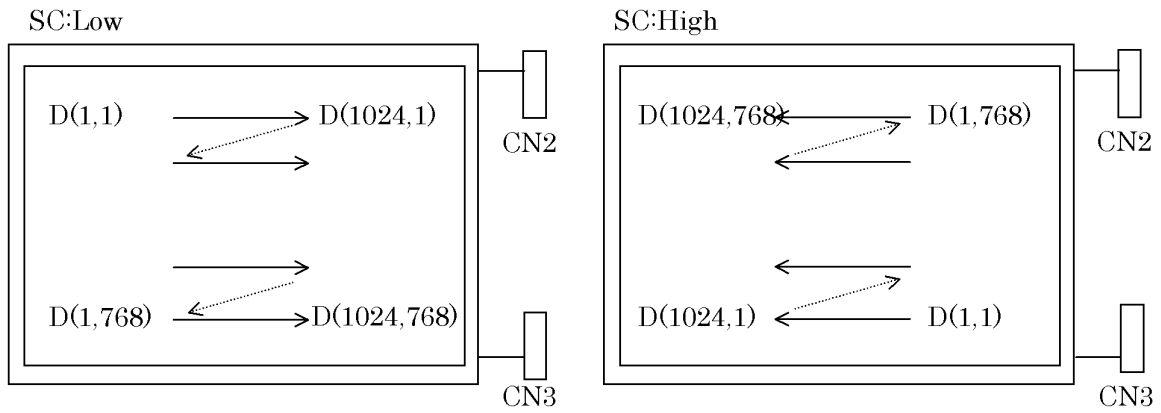 SC:Low
D(1,1)
D(1024,1)
CN2
D(1,768)
D(1024,768)
CN3
SC:High
D(1024,768)
D(1,768)
CN2
D(1024,1)
D(1,1)
CN3